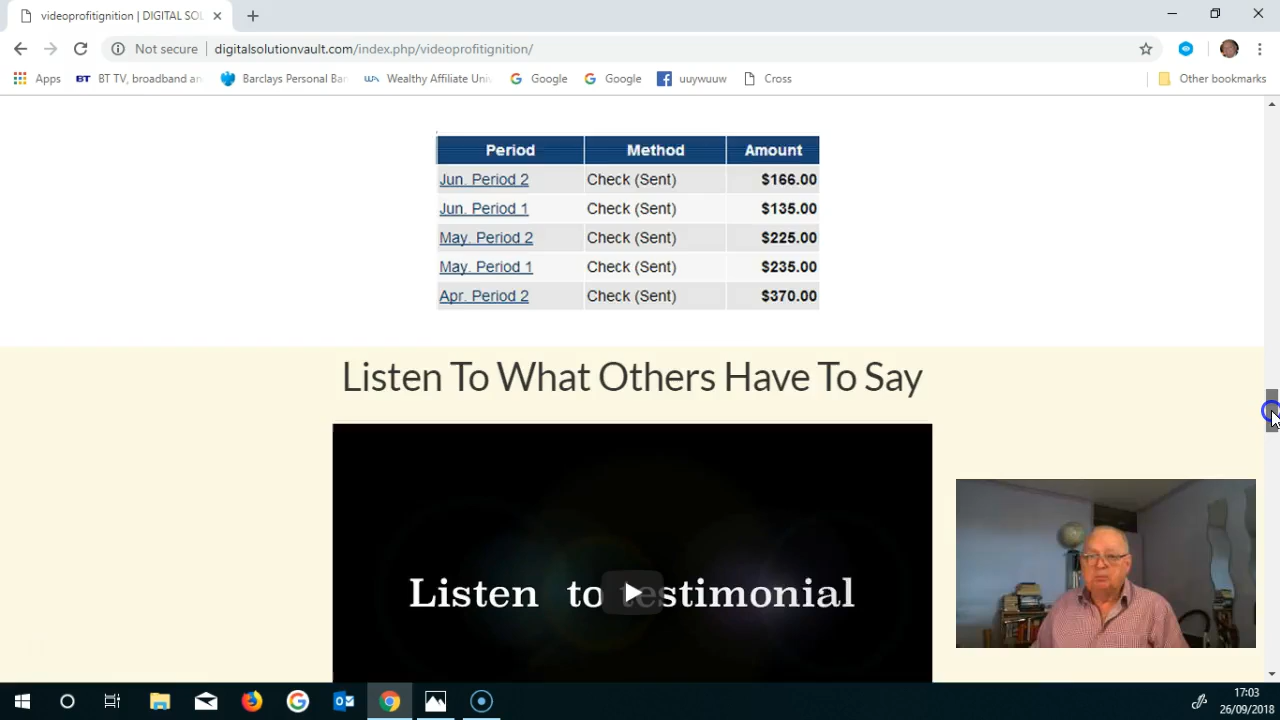 videoprofitignition | DIGITAL SOL
Not secure
digitalsolutionvault.com/index.php/videoprofitignition/
Apps
BT
BT TV, broadband an
Barclays Personal Ban
WA
Wealthy Affiliate Univ
G
Google
G
Google
f
uuywuuw
Cross
Other bookmarks
Period Method Amount
Jun. Period 2 Check (Sent) $166.00
Jun. Period 1 Check (Sent) $135.00
May. Period 2 Check (Sent) $225.00
May. Period 1 Check (Sent) $235.00
Apr. Period 2 Check (Sent) $370.00
Listen To What Others Have To Say
Listen to testimonial
17:03
26/09/2018